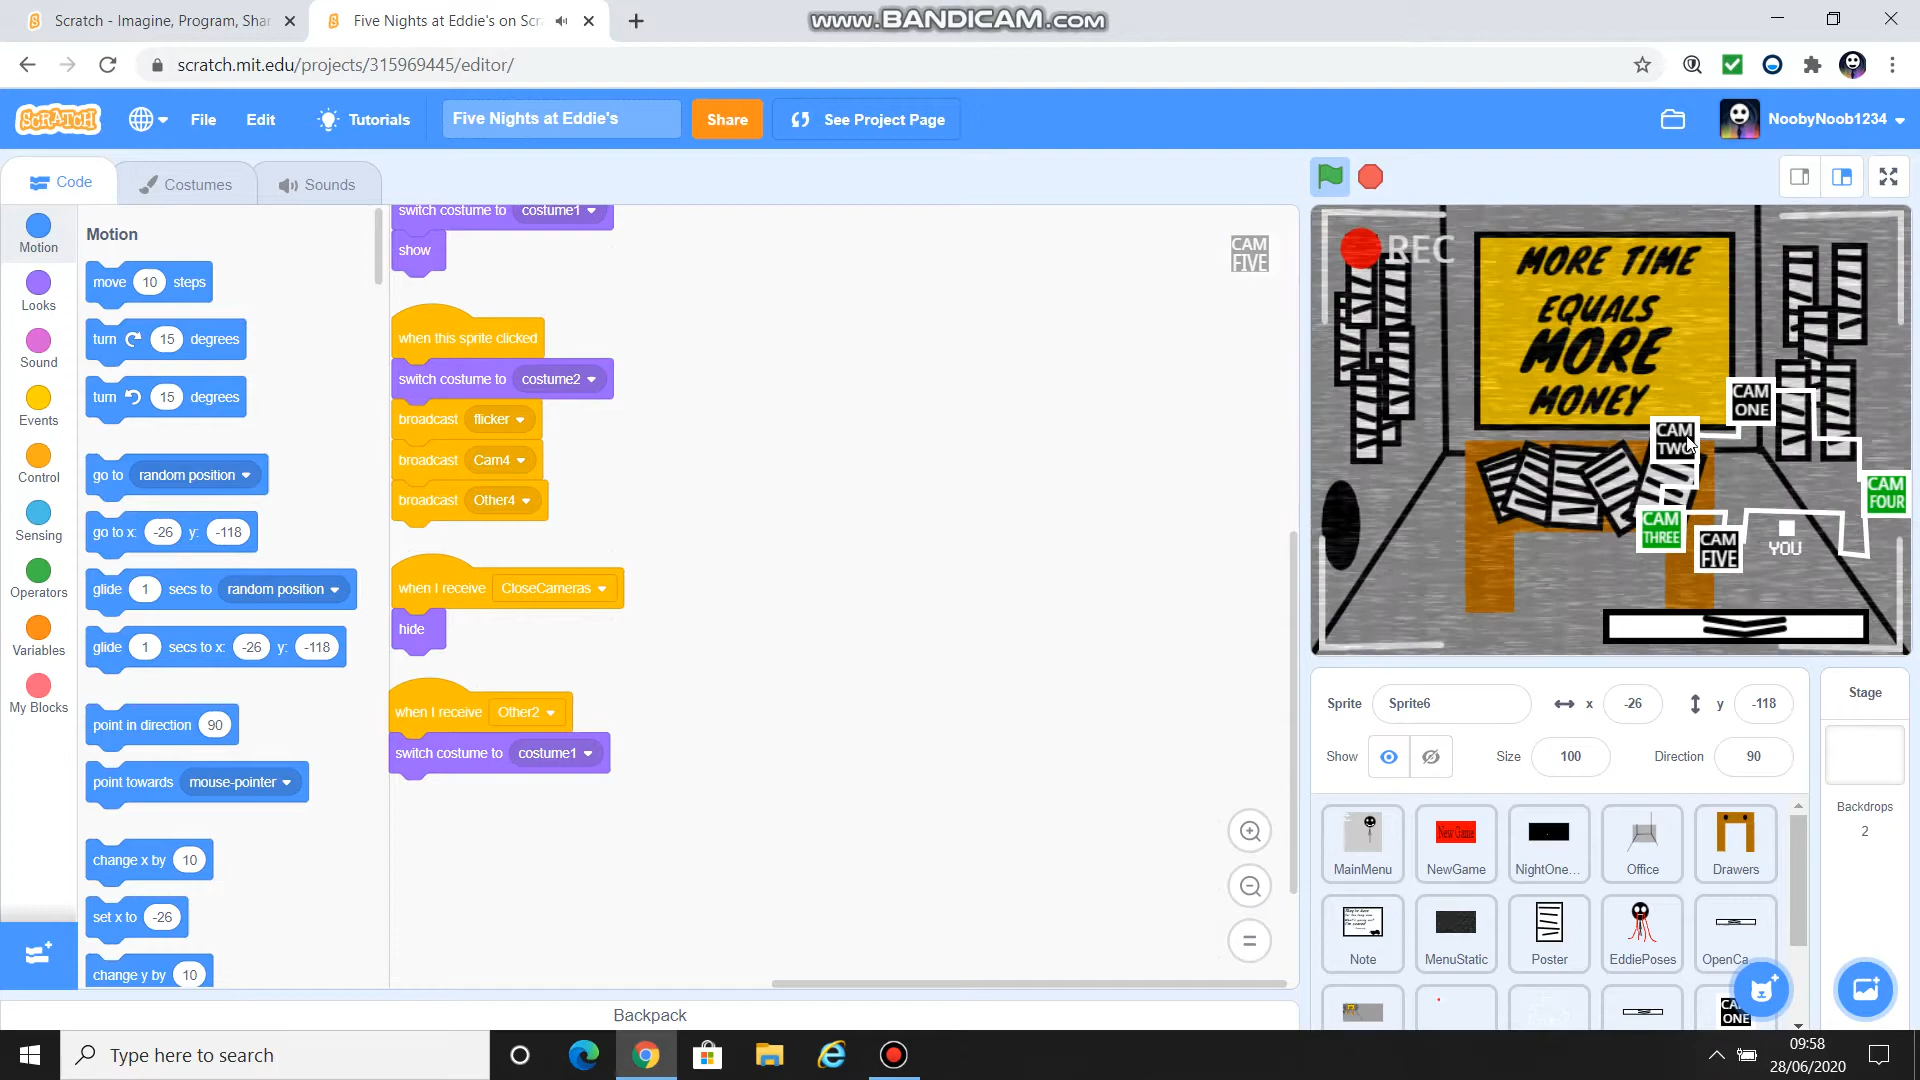 Scratch - Imagine, Program, Shar
Five Nights at Eddie's on Scra
www.BANDICAM.com
scratch.mit.edu/projects/315969445/editor/
SCRATCH
File
Edit
Tutorials
Five Nights at Eddie's
Share
See Project Page
NoobyNoob1234
Code
Costumes
Sounds
Motion
Looks
Sound
Events
Control
Sensing
Operators
Variables
My Blocks
Motion
move 10 steps
turn 15 degrees
turn 15 degrees
go to random position
go to x: -26 y: -118
glide 1 secs to random position
glide 1 secs to x: -26 y: -118
point in direction 90
point towards mouse-pointer
change x by 10
set x to -26
change y by 10
switch costume to costume1
show
when this sprite clicked
switch costume to costume2
broadcast flicker
broadcast Cam4
broadcast Other4
when I receive CloseCameras
hide
when I receive Other2
switch costume to costume1
CAM
FIVE
REC
MORE TIME
EQUALS
MORE
MONEY
CAM
ONE
CAM
TWO
CAM
FOUR
CAM
THREE
CAM
FIVE
YOU
Sprite Sprite6 x -26 y -118
Show Size 100 Direction 90
Stage
Backdrops
2
New Game
MainMenu
NewGame
NightOne...
Office
Drawers
Note
MenuStatic
Poster
EddiePoses
OpenCa
CA
ONE
Backpack
Type here to search
09:58
28/06/2020